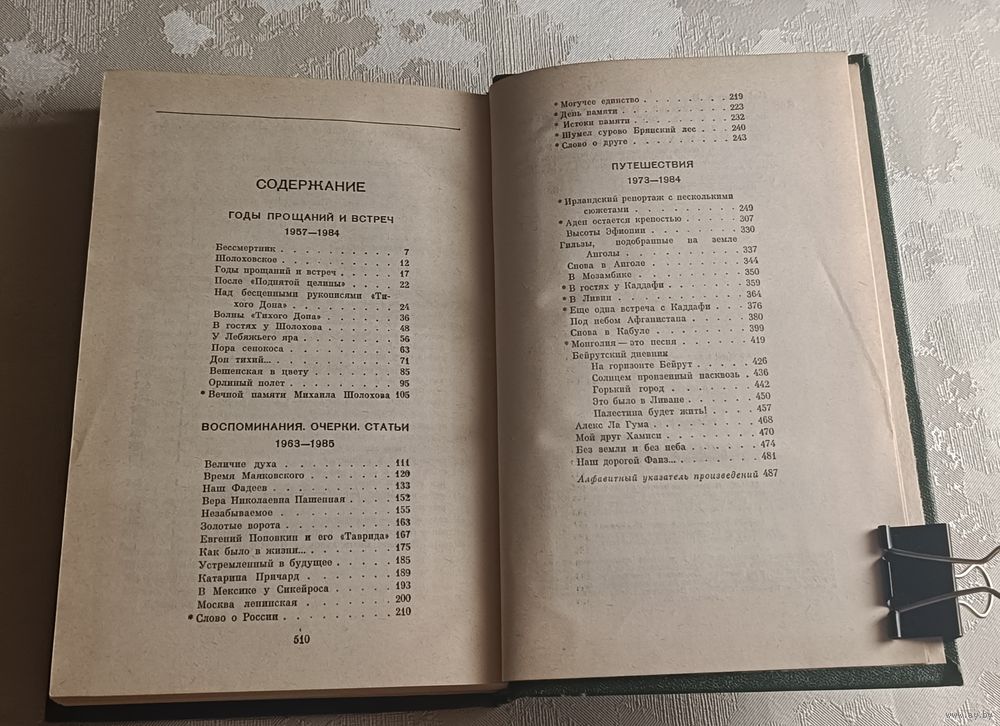 СОДЕРЖАНИЕ
ГОДЫ ПРОЩАНИЙ И ВСТРЕЧ
1957—1984
Бессмертник . . . . . . . . . 7
Шолоховское . . . . . . . . . 12
Годы прощаний и встреч . . . . . 17
После «Поднятой целины» . . . . 22
Над бесценными рукописями «Ти-
хого Дона» . . . . . . . . 24
Волны «Тихого Дона» . . . . . . 36
В гостях у Шолохова . . . . . . 48
У Лебяжьего яра . . . . . . . 56
Пора сенокоса . . . . . . . . 63
Дон тихий... . . . . . . . . . 71
Вешенская в цвету . . . . . . 85
Орлиный полет . . . . . . . . 95
* Вечной памяти Михаила Шолохова 105
ВОСПОМИНАНИЯ. ОЧЕРКИ. СТАТЬИ
1963—1985
Величие духа . . . . . . . . 111
Время Маяковского . . . . . . 120
Наш Фадеев . . . . . . . . . 133
Вера Николаевна Пашенная . . . . 152
Незабываемое . . . . . . . . 155
Золотые ворота . . . . . . . . 163
Евгений Поповкин и его «Таврида» 167
Как было в жизни... . . . . . . 175
Устремленный в будущее . . . . . 185
Катарина Причард . . . . . . . 189
В Мексике у Сикейроса . . . . . 193
Москва ленинская . . . . . . . 200
* Слово о России . . . . . . . . 210
510
* Могучее единство . . . . . . . 219
* День памяти . . . . . . . . 223
* Истоки памяти . . . . . . . . 232
* Шумел сурово Брянский лес . . . 240
* Слово о друге . . . . . . . . 243
ПУТЕШЕСТВИЯ
1973—1984
* Ирландский репортаж с несколькими
сюжетами . . . . . . . . 249
* Аден остается крепостью . . . . . 307
Высоты Эфиопии . . . . . . . 330
Гильзы, подобранные на земле
Анголы . . . . . . . . . 337
Снова в Анголе . . . . . . . . 344
В Мозамбике . . . . . . . . . 350
* В гостях у Каддафи . . . . . . 359
* В Ливии . . . . . . . . . . 364
* Еще одна встреча с Каддафи . . . 376
Под небом Афганистана . . . . . 380
Снова в Кабуле . . . . . . . . 399
* Монголия — это песня . . . . . . 419
Бейрутский дневник
На горизонте Бейрут . . . . . 426
Солнцем пронзенный насквозь . 436
Горький город . . . . . . . 442
Это было в Ливане . . . . . 450
Палестина будет жить! . . . . 457
Алекс Ла Гума . . . . . . . . 468
Мой друг Хамиси . . . . . . . 470
Без земли и без неба . . . . . . 474
Наш дорогой Фаиз... . . . . . . 481
Алфавитный указатель произведений 487
www.ay.by